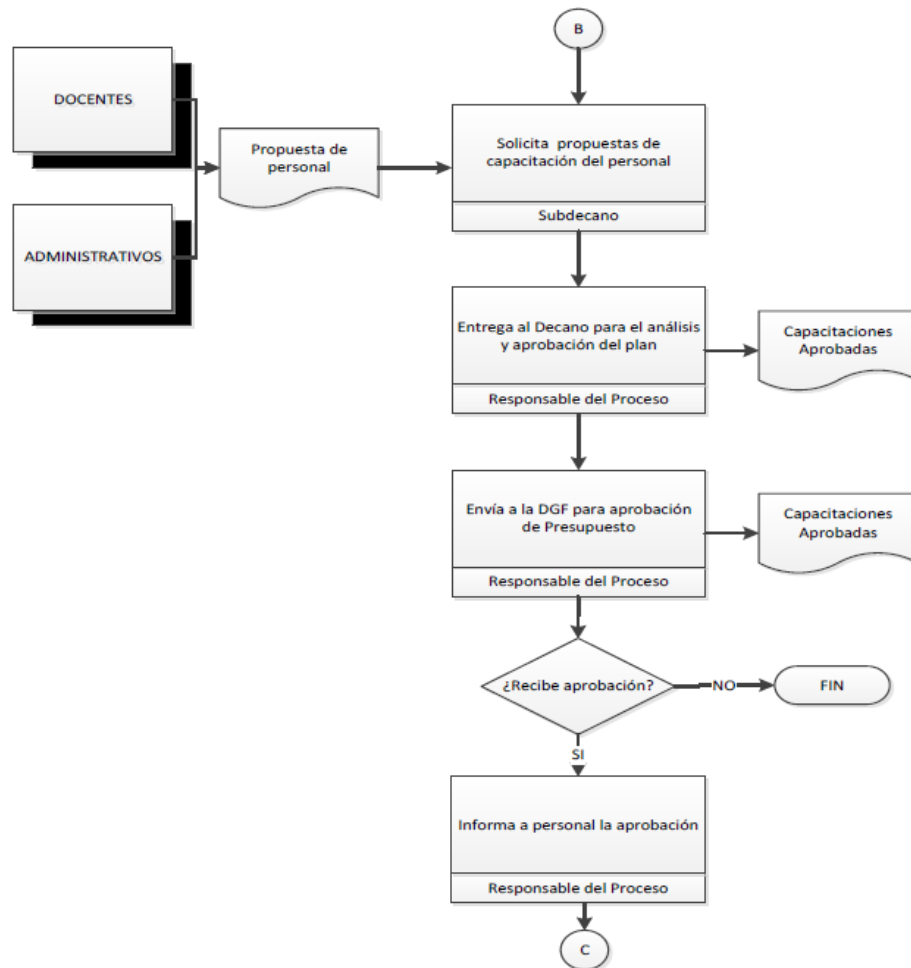 B
DOCENTES
Propuesta de
personal
Solicita propuestas de
capacitación del personal
Subdecano
ADMINISTRATIVOS
Entrega al Decano para el análisis
y aprobación del plan
Responsable del Proceso
Capacitaciones
Aprobadas
Envía a la DGF para aprobación
de Presupuesto
Responsable del Proceso
Capacitaciones
Aprobadas
¿Recibe aprobación?
NO
FIN
SI
Informa a personal la aprobación
Responsable del Proceso
C